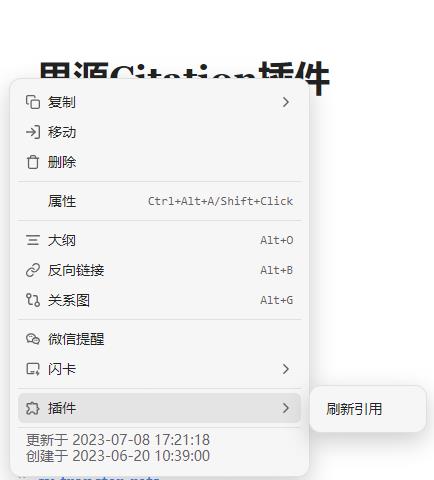 思源Citation插件
复制
移动
删除
属性 Ctrl+Alt+A/Shift+Click
大纲 Alt+O
反向链接 Alt+B
关系图 Alt+G
微信提醒
闪卡
插件
刷新引用
更新于 2023-07-08 17:21:18
创建于 2023-06-20 10:39:00